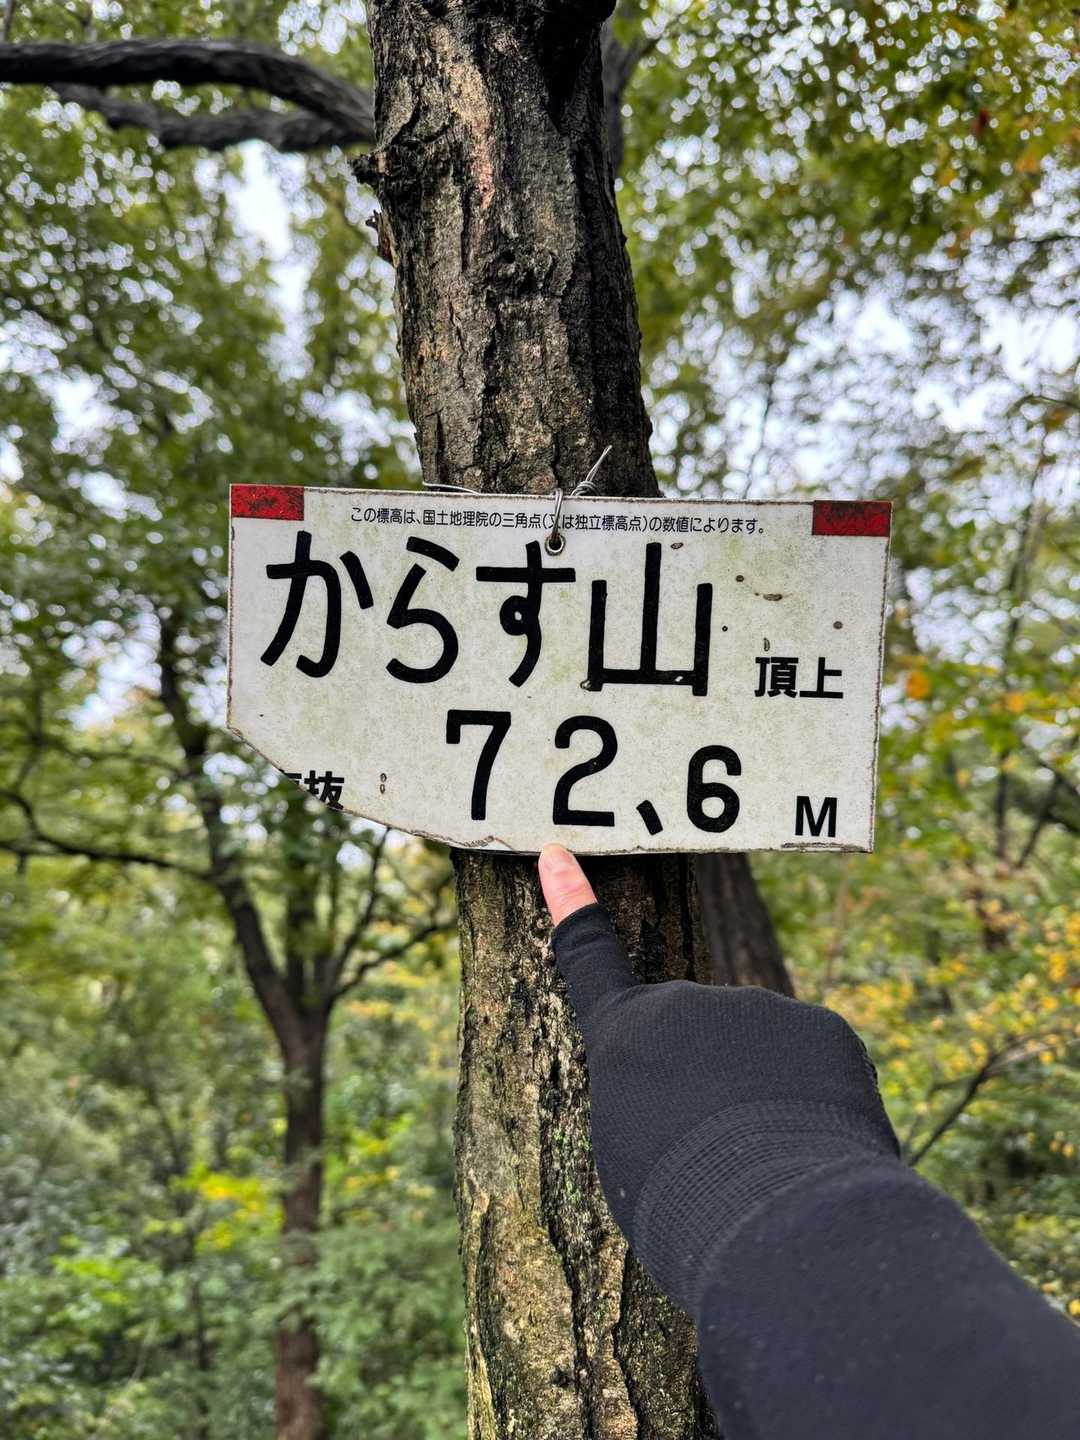 この標高は、国土地理院の三角点(又は独立標高点)の数値によります。
からす山 頂上
抜 72、6 M